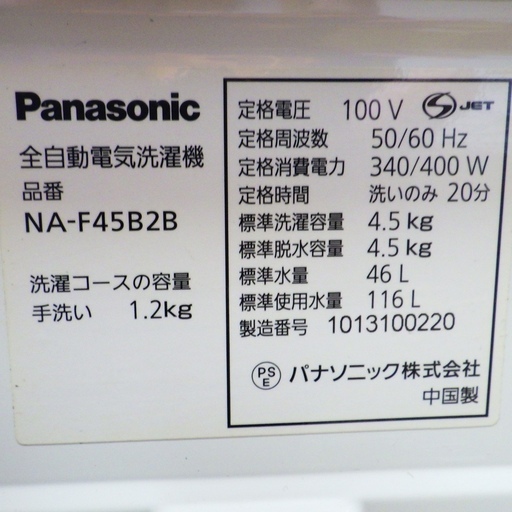 Panasonic
全自動電気洗濯機
品番
NA-F45B2B
洗濯コースの容量
手洗い 1.2kg
定格電圧 100 V S JET
定格周波数 50/60 Hz
定格消費電力 340/400 W
定格時間 洗いのみ 20分
標準洗濯容量 4.5 kg
標準脱水容量 4.5 kg
標準水量 46 L
標準使用水量 116 L
製造番号 1013100220
PSE パナソニック株式会社
中国製